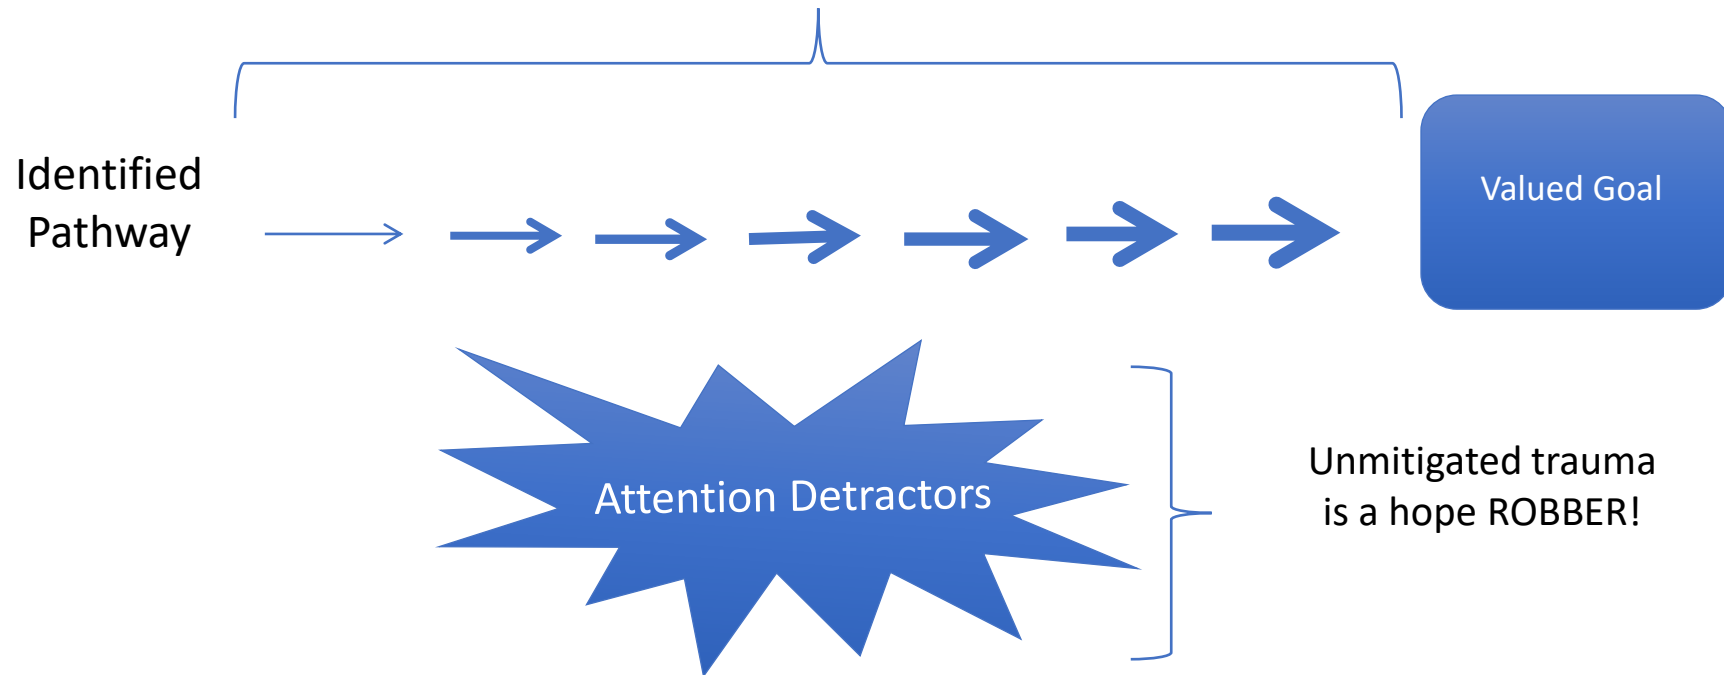 Identified
Pathway
Valued Goal
Attention Detractors
Unmitigated trauma
is a hope ROBBER!